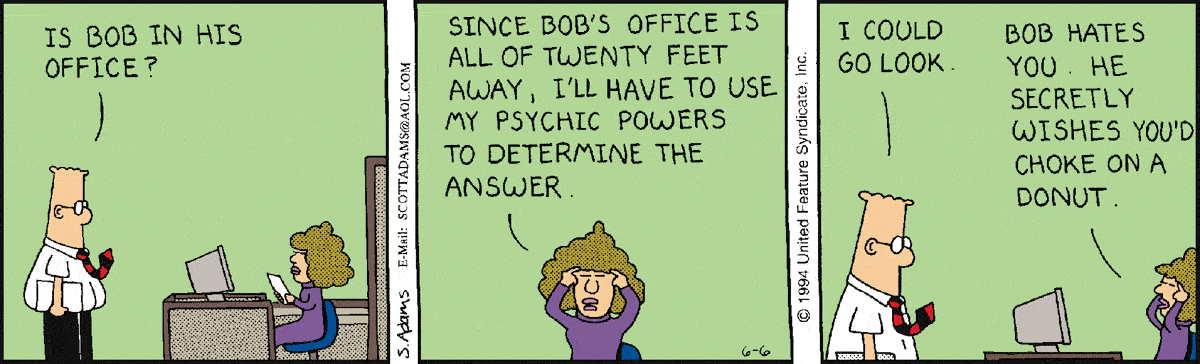 IS BOB IN HIS
OFFICE?
S. Adams E-Mail: SCOTTADAMS@AOL.COM
SINCE BOB'S OFFICE IS
ALL OF TWENTY FEET
AWAY, I'LL HAVE TO USE
MY PSYCHIC POWERS
TO DETERMINE THE
ANSWER.
6-6
© 1994 United Feature Syndicate, Inc.
I COULD
GO LOOK.
BOB HATES
YOU. HE
SECRETLY
WISHES YOU'D
CHOKE ON A
DONUT.